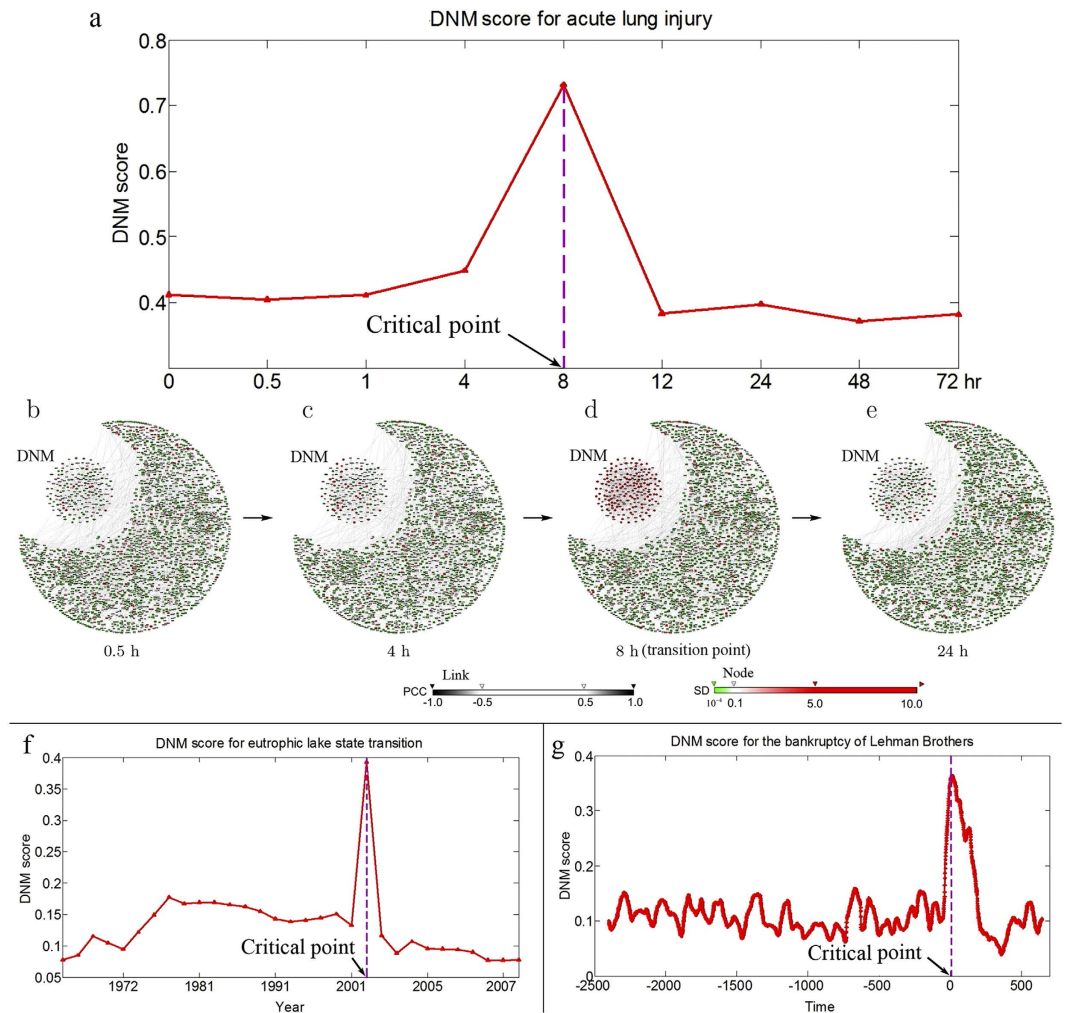 a
DNM score for acute lung injury
0.8
0.7
0.6
0.5
0.4
DNM score
Critical point
0 0.5 1 4 8 12 24 48 72 hr
b c d e
DNM DNM DNM DNM
0.5 h 4 h 8 h (transition point) 24 h
Link
PCC
-1.0 -0.5 0.5 1.0
Node
SD
10⁻⁴ 0.1 5.0 10.0
f
DNM score for eutrophic lake state transition
0.4
0.35
0.3
0.25
0.2
0.15
0.1
0.05
DNM score
Critical point
1972 1981 1991 2001 2005 2007
Year
g
DNM score for the bankruptcy of Lehman Brothers
0.4
0.3
0.2
0.1
0
DNM score
Critical point
-2500 -2000 -1500 -1000 -500 0 500
Time